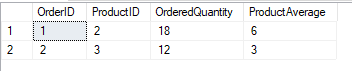 OrderID ProductID OrderedQuantity ProductAverage
1 1 2 18 6
2 2 3 12 3